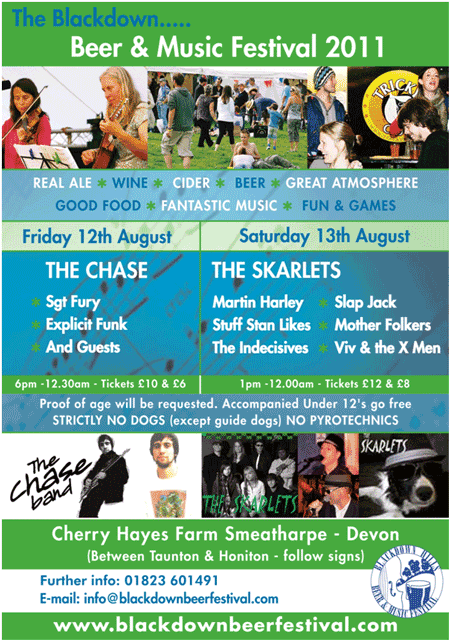 The Blackdown.....
Beer & Music Festival 2011
REAL ALE * WINE * CIDER * BEER * GREAT ATMOSPHERE
GOOD FOOD * FANTASTIC MUSIC * FUN & GAMES
Friday 12th August
THE CHASE
* Sgt Fury
* Explicit Funk
* And Guests
6pm -12.30am - Tickets £10 & £6
Saturday 13th August
THE SKARLETS
Martin Harley * Slap Jack
Stuff Stan Likes * Mother Folkers
The Indecisives * Viv & the X Men
1pm -12.00am - Tickets £12 & £8
Proof of age will be requested. Accompanied Under 12's go free
STRICTLY NO DOGS (except guide dogs) NO PYROTECHNICS
The
chase
band
THE SKARLETS
SKARLETS
Cherry Hayes Farm Smeatharpe - Devon
(Between Taunton & Honiton - follow signs)
Further info: 01823 601491
E-mail: info@blackdownbeerfestival.com
BLACKDOWN HILLS
BEER & MUSIC FESTIVAL
www.blackdownbeerfestival.com